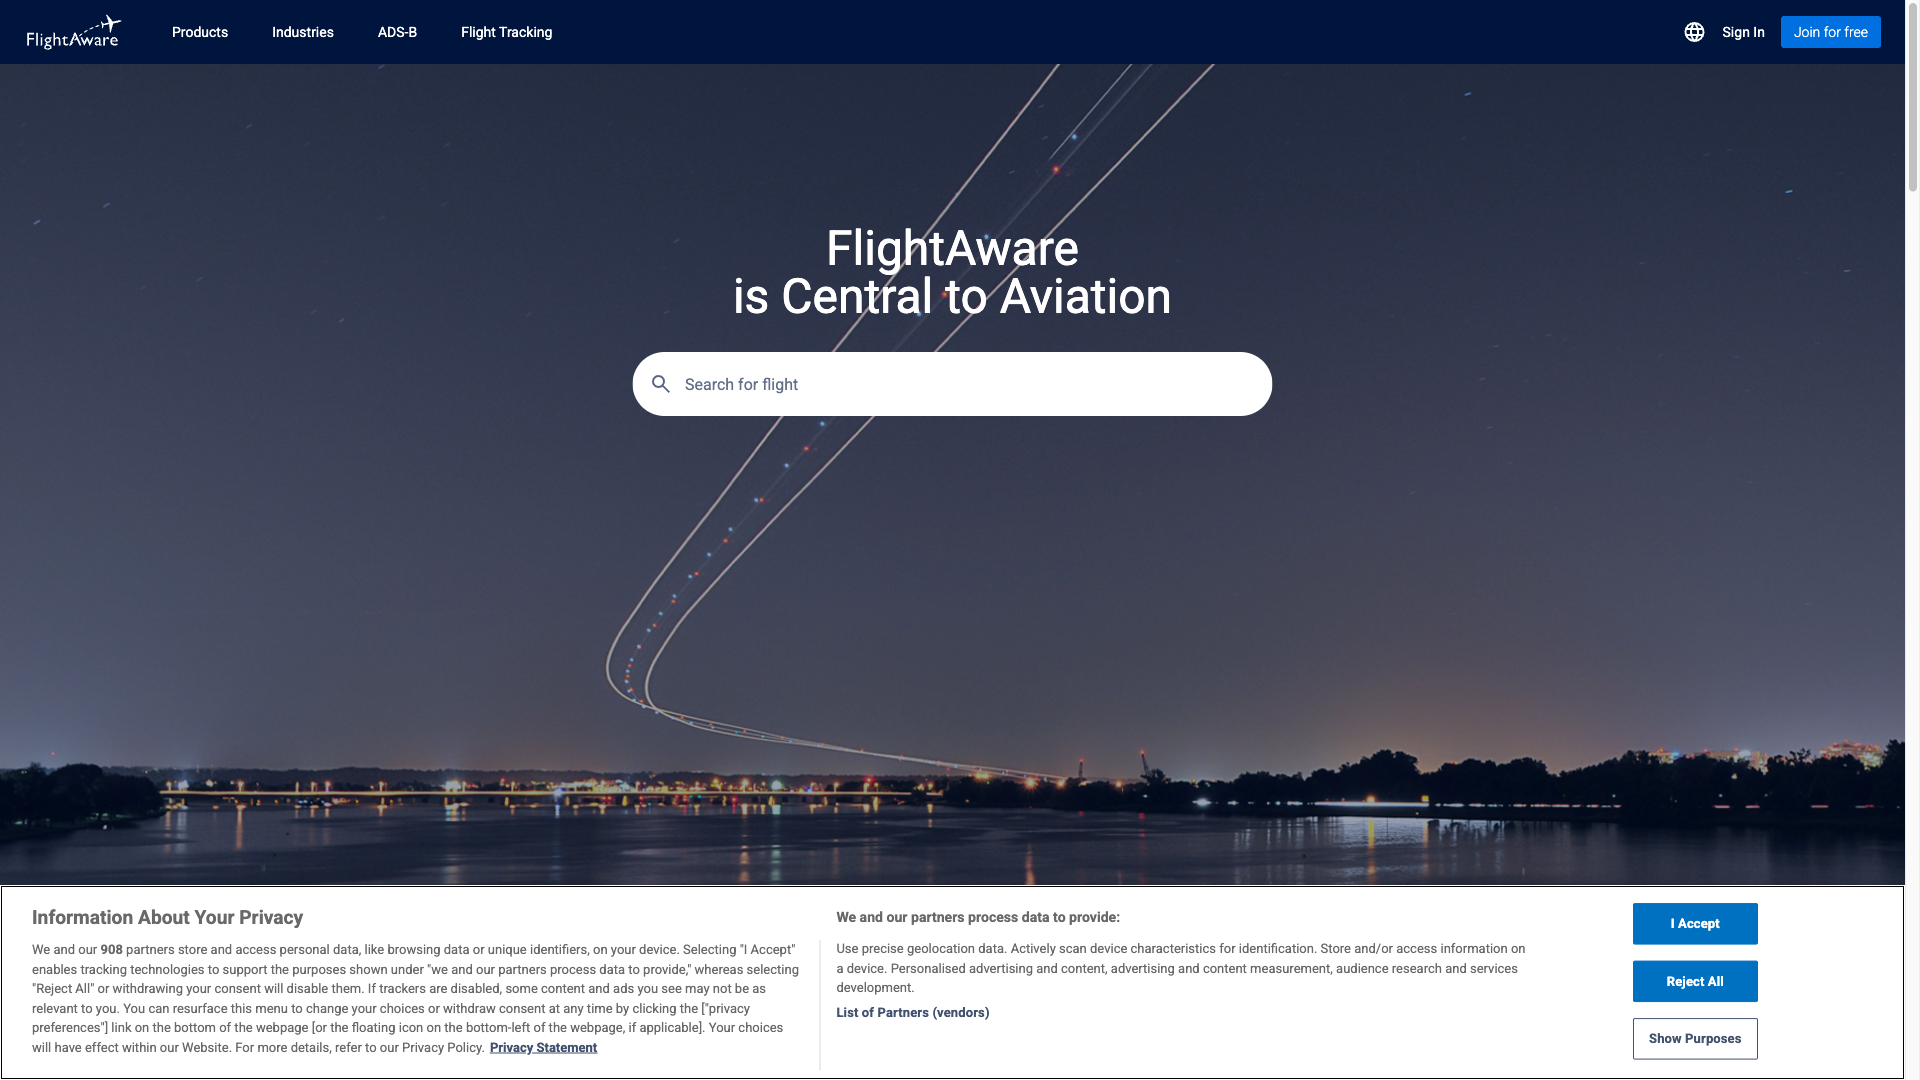 FlightAware
Products
Industries
ADS-B
Flight Tracking
Sign In
Join for free
FlightAware
is Central to Aviation
Search for flight
Information About Your Privacy
We and our 908 partners store and access personal data, like browsing data or unique identifiers, on your device. Selecting "I Accept"
enables tracking technologies to support the purposes shown under "we and our partners process data to provide," whereas selecting
"Reject All" or withdrawing your consent will disable them. If trackers are disabled, some content and ads you see may not be as
relevant to you. You can resurface this menu to change your choices or withdraw consent at any time by clicking the ["privacy
preferences"] link on the bottom of the webpage [or the floating icon on the bottom-left of the webpage, if applicable]. Your choices
will have effect within our Website. For more details, refer to our Privacy Policy. Privacy Statement
We and our partners process data to provide:
Use precise geolocation data. Actively scan device characteristics for identification. Store and/or access information on
a device. Personalised advertising and content, advertising and content measurement, audience research and services
development.
List of Partners (vendors)
I Accept
Reject All
Show Purposes